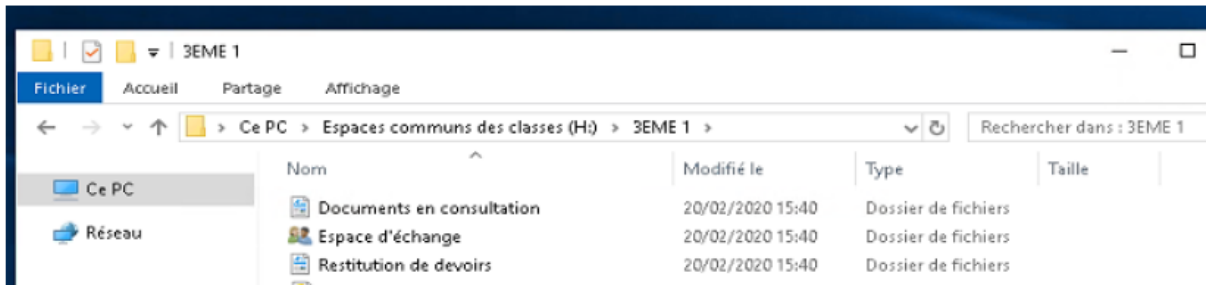 3EME 1
Fichier Accueil Partage Affichage
Ce PC > Espaces communs des classes (H:) > 3EME 1 > Rechercher dans : 3EME 1
Nom Modifié le Type Taille
Ce PC
Documents en consultation 20/02/2020 15:40 Dossier de fichiers
Réseau Espace d'échange 20/02/2020 15:40 Dossier de fichiers
Restitution de devoirs 20/02/2020 15:40 Dossier de fichiers